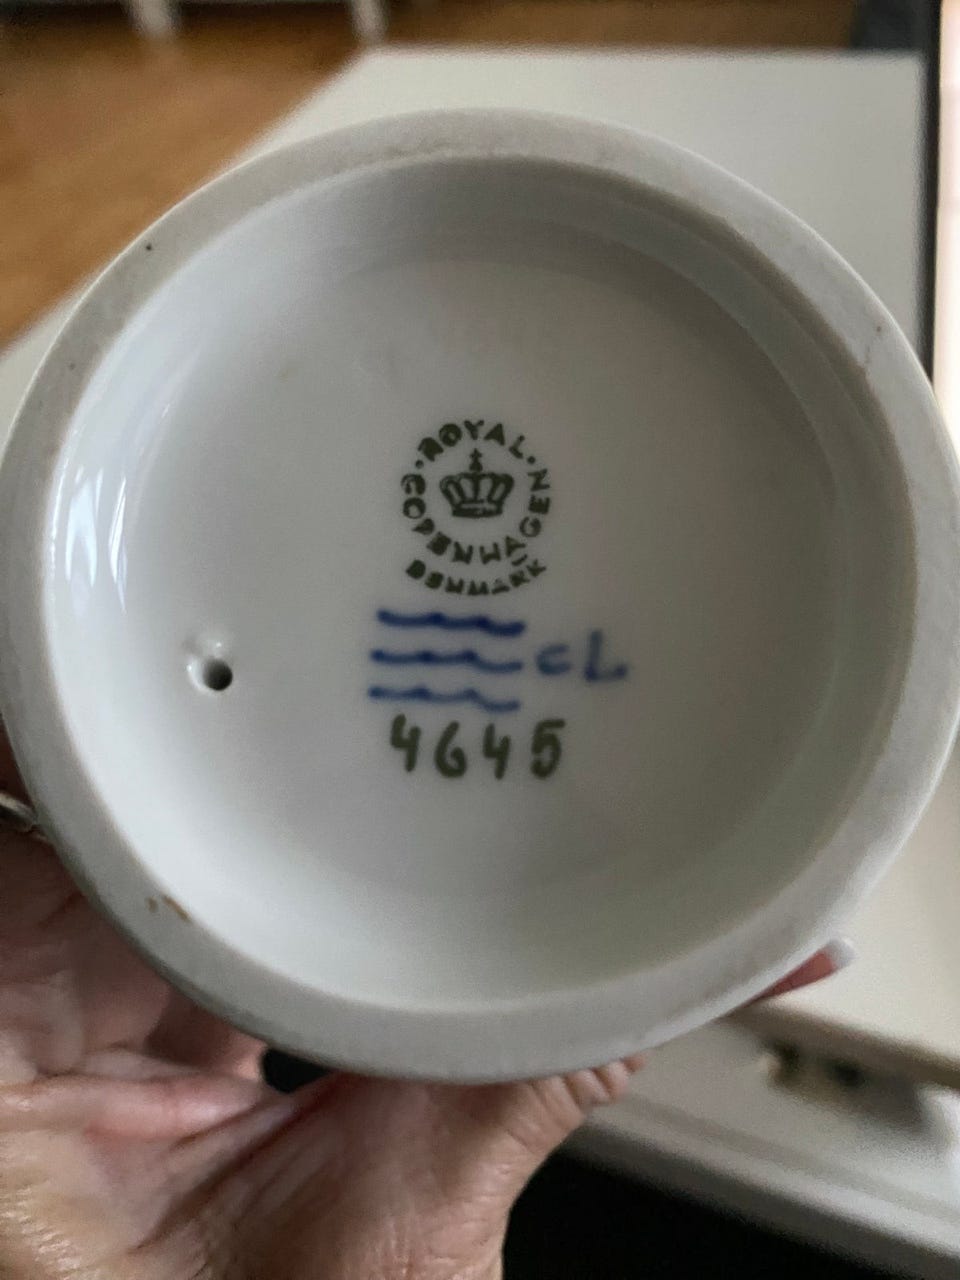 ROYAL
COPENHAGEN
DENMARK
CL
4645